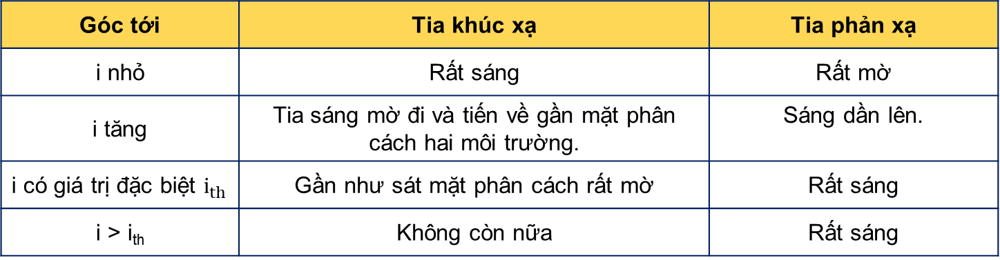 Góc tới Tia khúc xạ Tia phản xạ
i nhỏ Rất sáng Rất mờ
i tăng Tia sáng mờ đi và tiến về gần mặt phân Sáng dần lên.
cách hai môi trường.
i có giá trị đặc biệt i_th Gần như sát mặt phân cách rất mờ Rất sáng
i > i_th Không còn nữa Rất sáng